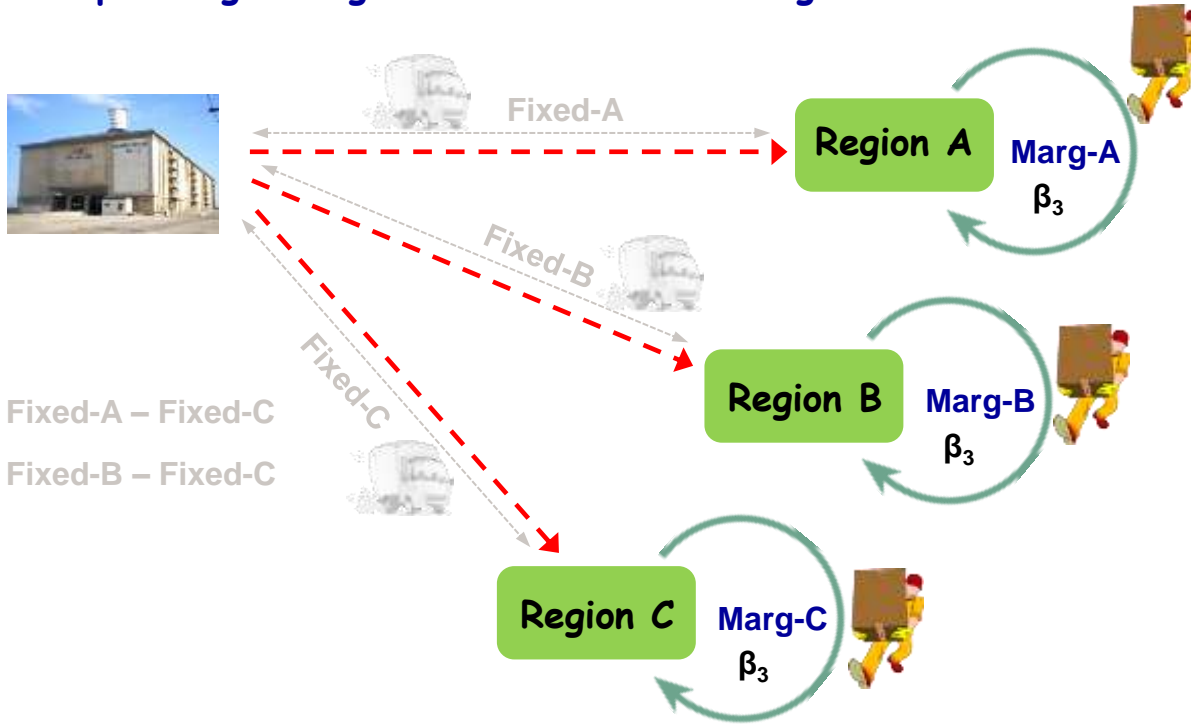 Fixed-A
Region A
Marg-A
β₃
Fixed-B
Region B
Marg-B
β₃
Fixed-C
Fixed-A – Fixed-C
Fixed-B – Fixed-C
Region C
Marg-C
β₃